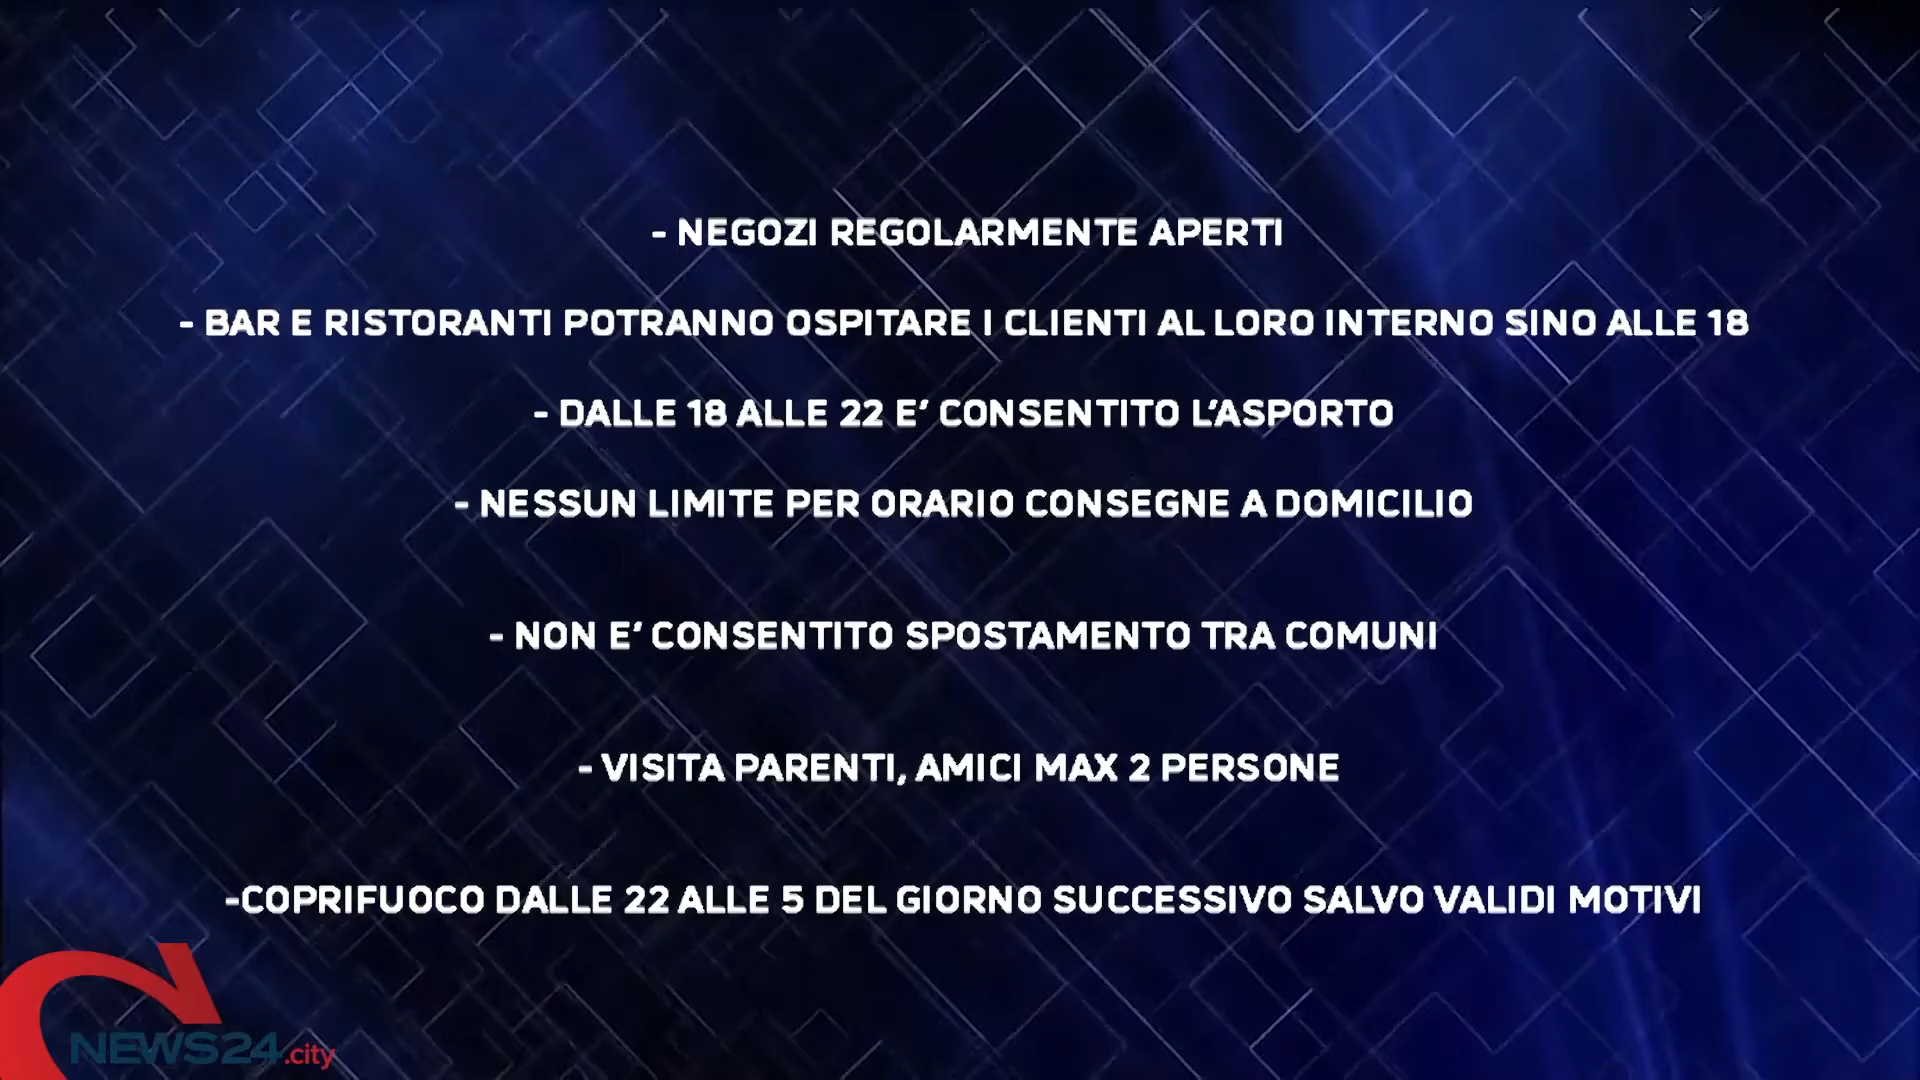 - NEGOZI REGOLARMENTE APERTI
- BAR E RISTORANTI POTRANNO OSPITARE I CLIENTI AL LORO INTERNO SINO ALLE 18
- DALLE 18 ALLE 22 E’ CONSENTITO L’ASPORTO
- NESSUN LIMITE PER ORARIO CONSEGNE A DOMICILIO
- NON E’ CONSENTITO SPOSTAMENTO TRA COMUNI
- VISITA PARENTI, AMICI MAX 2 PERSONE
-COPRIFUOCO DALLE 22 ALLE 5 DEL GIORNO SUCCESSIVO SALVO VALIDI MOTIVI
NEWS24.city